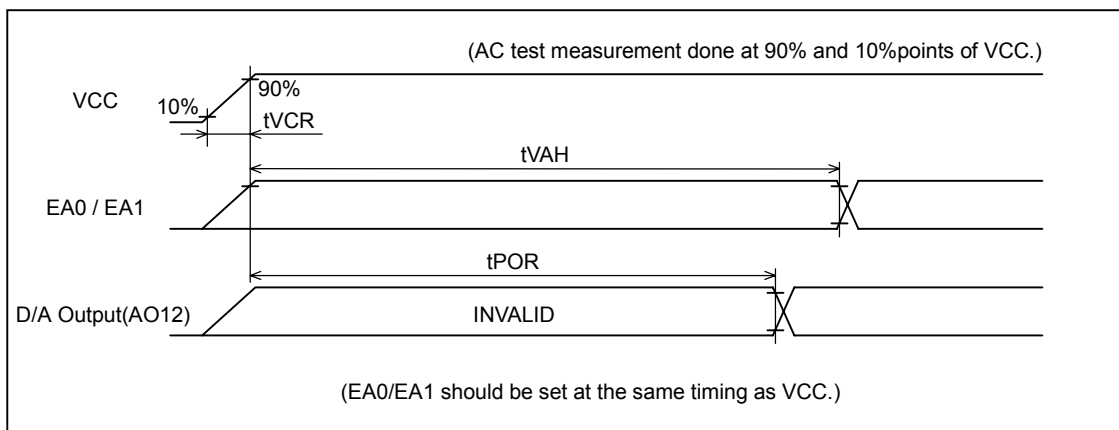 (AC test measurement done at 90% and 10%points of VCC.)
VCC
10%
90%
tVCR
tVAH
EA0 / EA1
tPOR
D/A Output(AO12)
INVALID
(EA0/EA1 should be set at the same timing as VCC.)